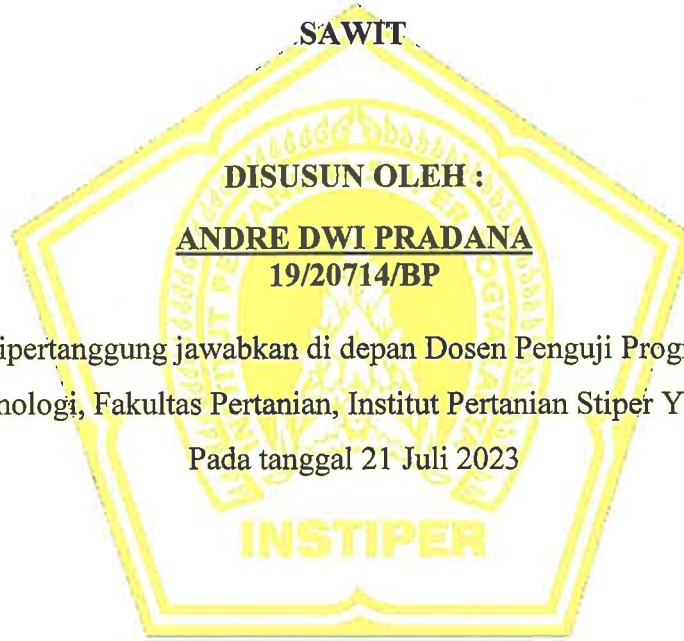 SAWIT
DISUSUN OLEH :
ANDRE DWI PRADANA
19/20714/BP
ipertanggung jawabkan di depan Dosen Penguji Progr
nologi, Fakultas Pertanian, Institut Pertanian Stiper Y
Pada tanggal 21 Juli 2023
INSTIPER